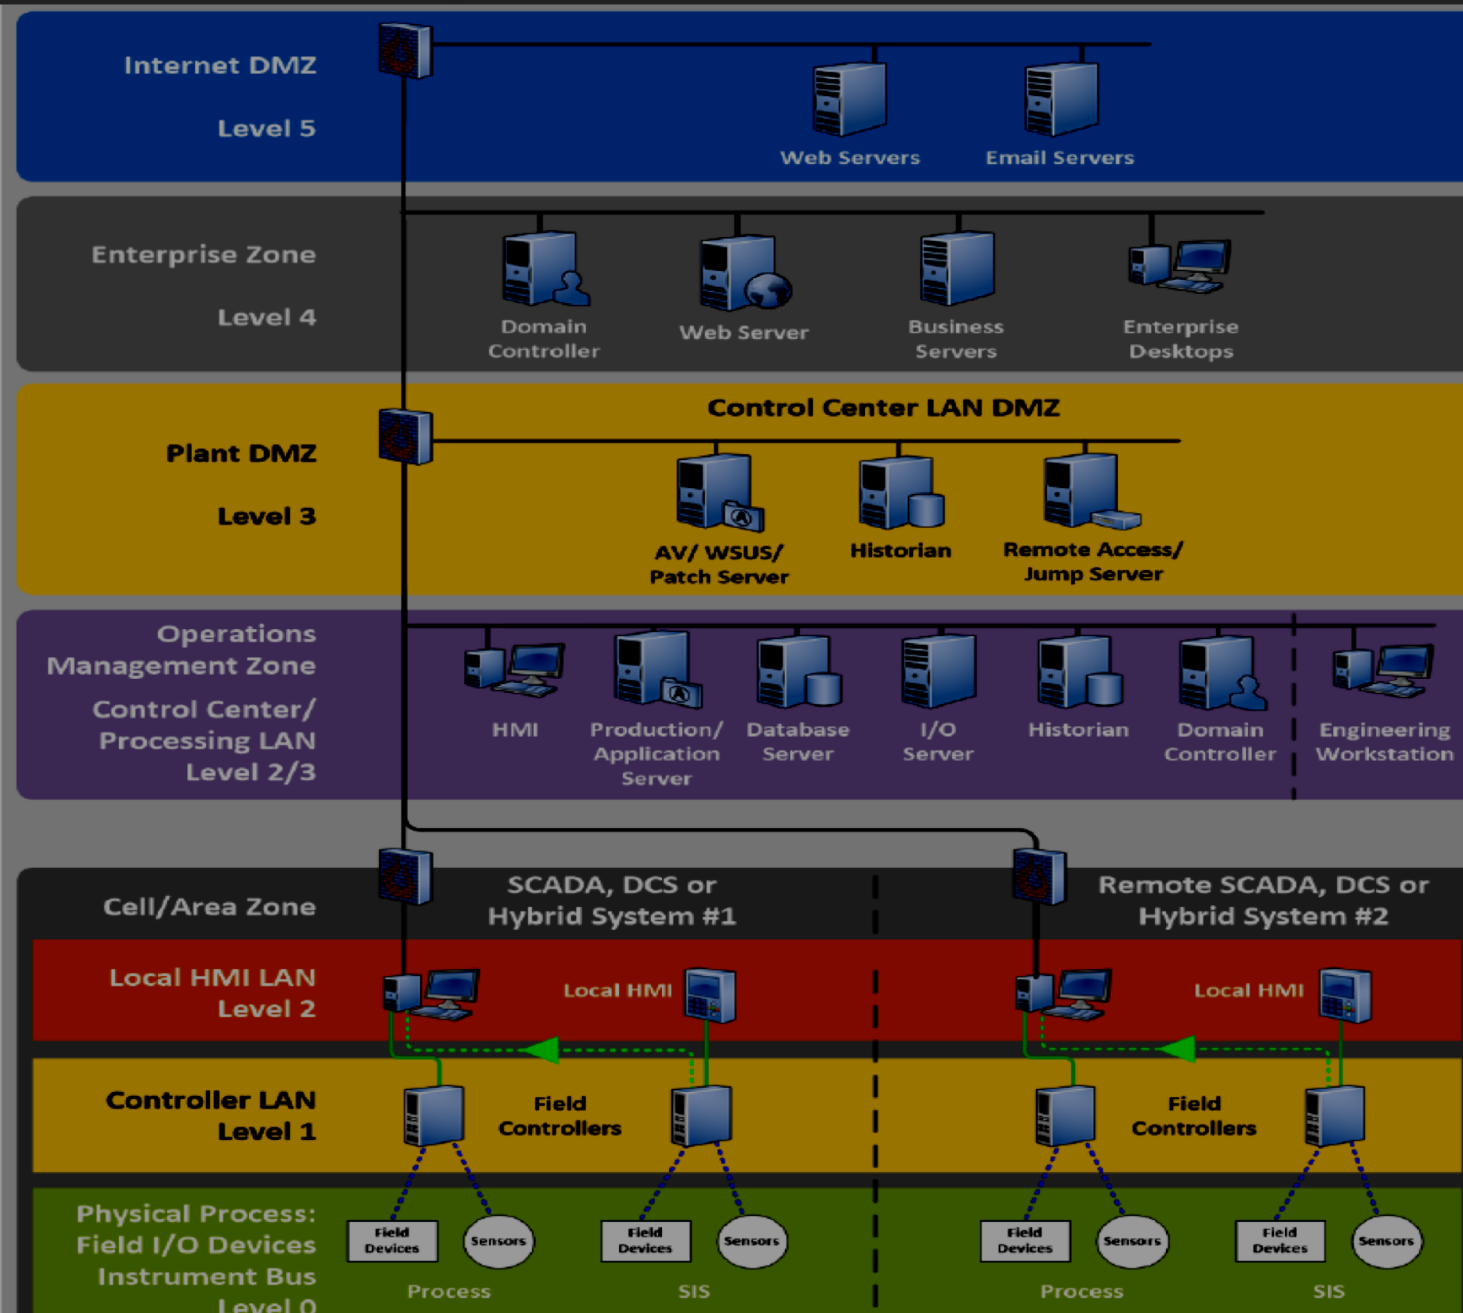 Internet DMZ
Level 5
Web Servers
Email Servers
Enterprise Zone
Level 4
Domain
Controller
Web Server
Business
Servers
Enterprise
Desktops
Control Center LAN DMZ
Plant DMZ
Level 3
AV/ WSUS/
Patch Server
Historian
Remote Access/
Jump Server
Operations
Management Zone
Control Center/
Processing LAN
Level 2/3
HMI
Production/
Application
Server
Database
Server
I/O
Server
Historian
Domain
Controller
Engineering
Workstation
Cell/Area Zone
SCADA, DCS or
Hybrid System #1
Remote SCADA, DCS or
Hybrid System #2
Local HMI LAN
Level 2
Local HMI
Local HMI
Controller LAN
Level 1
Field
Controllers
Field
Controllers
Physical Process:
Field I/O Devices
Instrument Bus
Level 0
Field
Devices
Sensors
Process
Field
Devices
Sensors
SIS
Field
Devices
Sensors
Process
Field
Devices
Sensors
SIS